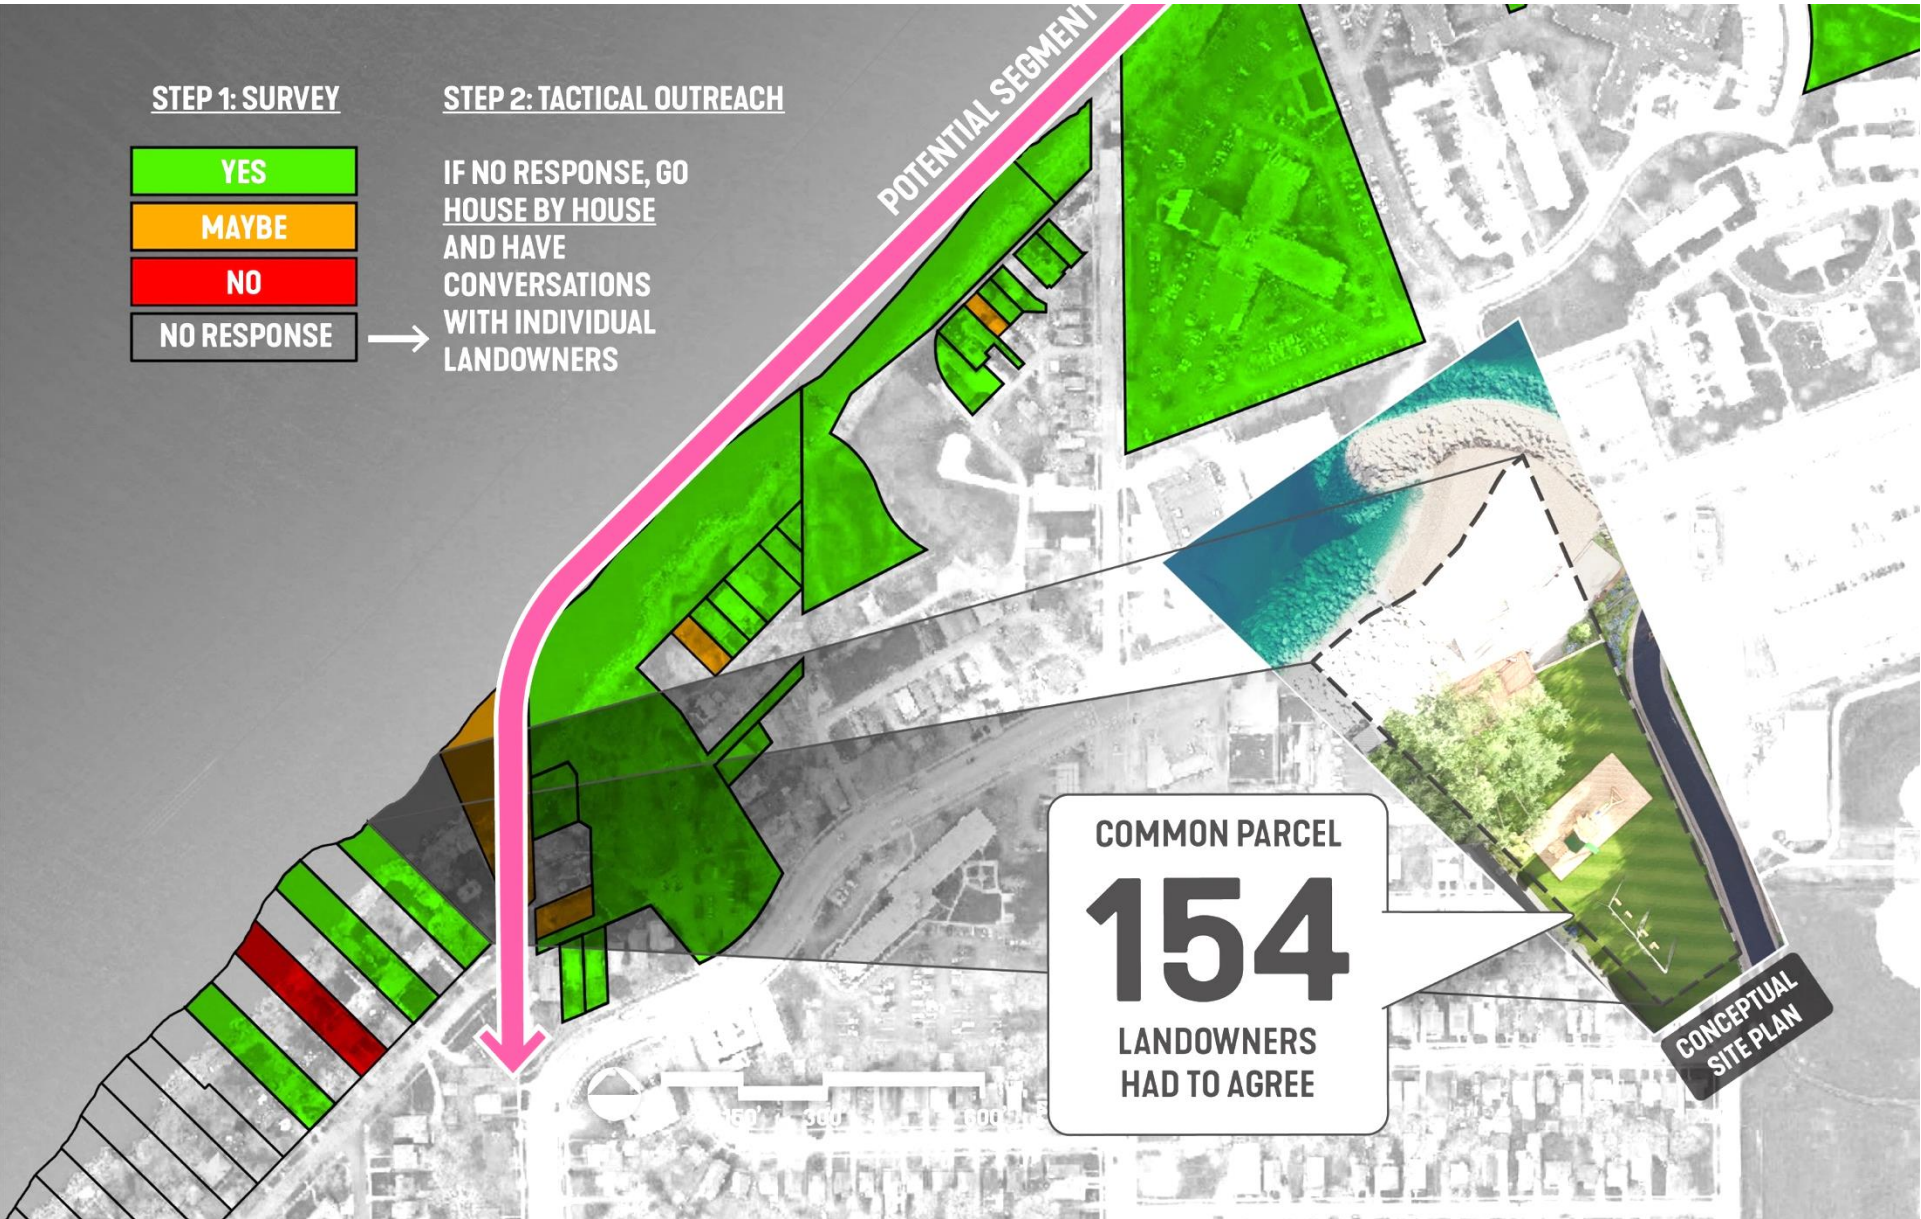 STEP 1: SURVEY
YES
MAYBE
NO
NO RESPONSE
STEP 2: TACTICAL OUTREACH
IF NO RESPONSE, GO
HOUSE BY HOUSE
AND HAVE
CONVERSATIONS
WITH INDIVIDUAL
LANDOWNERS
POTENTIAL SEGMENT
COMMON PARCEL
154
LANDOWNERS
HAD TO AGREE
CONCEPTUAL
SITE PLAN
150' 300' 600'